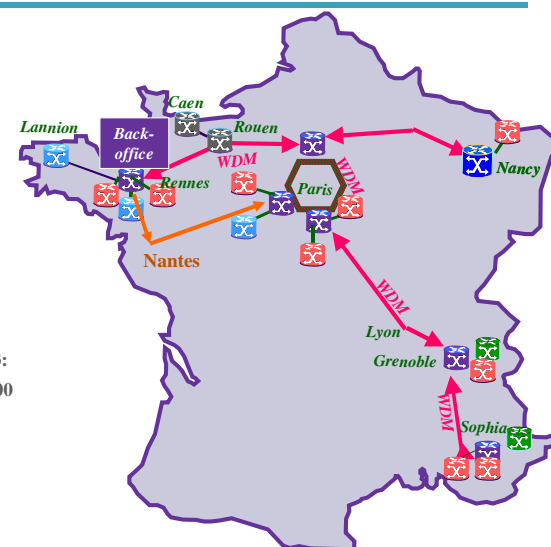 Caen
Lannion
Back-
office
Rouen
WDM
Nancy
Rennes
Paris
WDM
Nantes
WDM
Lyon
Grenoble
WDM
Sophia